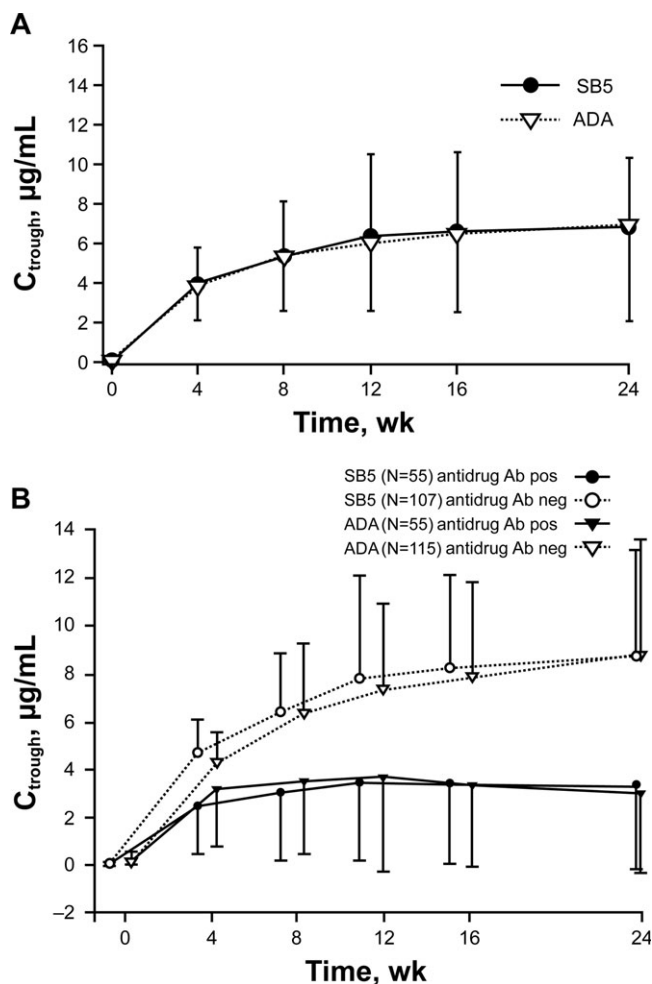 A
C_trough, µg/mL
16
14
12
10
8
6
4
2
0
SB5
ADA
0 4 8 12 16 24
Time, wk
B
SB5 (N=55) antidrug Ab pos
SB5 (N=107) antidrug Ab neg
ADA (N=55) antidrug Ab pos
ADA (N=115) antidrug Ab neg
C_trough, µg/mL
14
12
10
8
6
4
2
0
–2
0 4 8 12 16 24
Time, wk